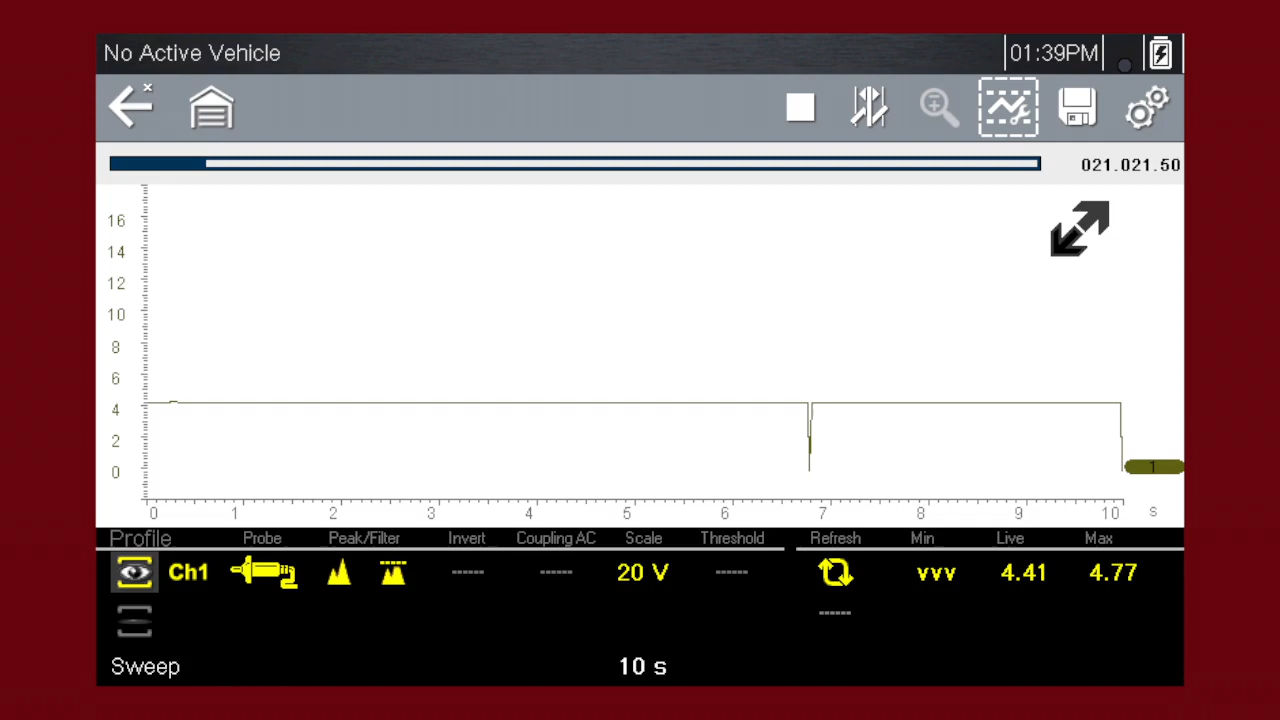 No Active Vehicle 01:39PM
021.021.50
16
14
12
10
8
6
4
2
0
1
0 1 2 3 4 5 6 7 8 9 10 s
Profile Probe Peak/Filter Invert Coupling AC Scale Threshold Refresh Min Live Max
Ch1 ------ ------ 20 V ------ vvv 4.41 4.77
------
Sweep 10 s